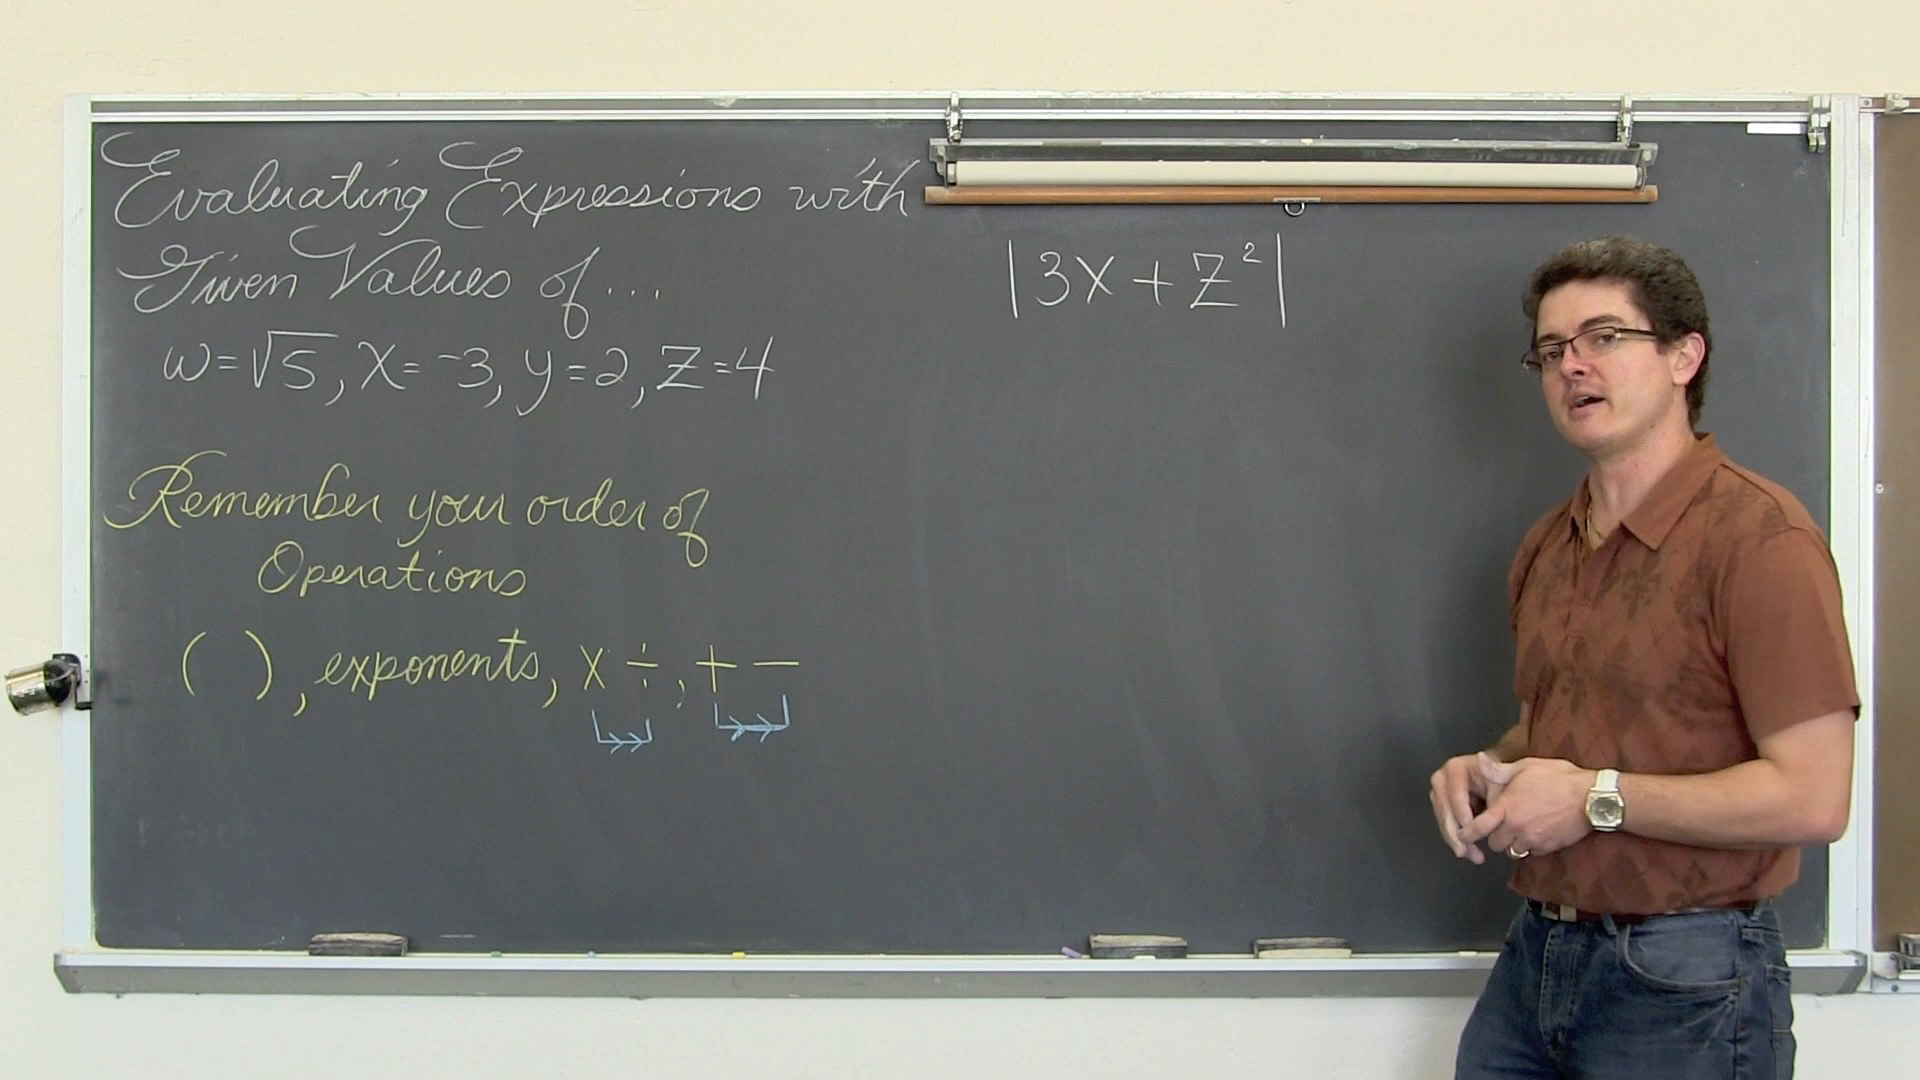 Evaluating Expressions with
Given Values of...
w=√5, x=⁻3, y=2, z=4
Remember your order of
Operations
( ), exponents, x ÷, + −
|3x+z²|